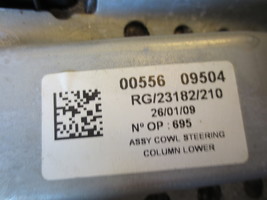 00556 09504
RG/23182/210
26/01/09
Nº OP : 695
ASSY COWL STEERING
COLUMN LOWER